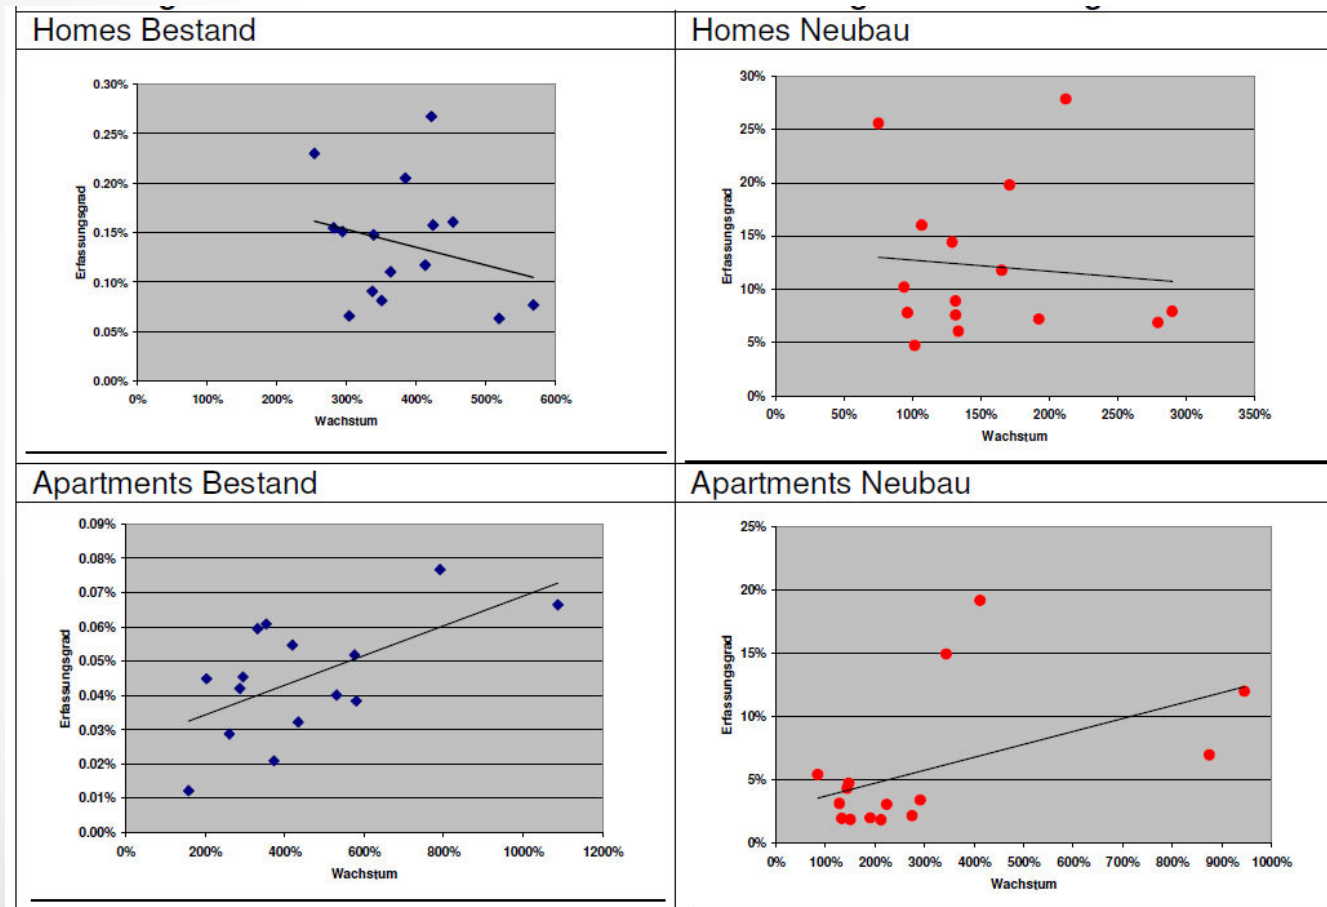 Homes Bestand
Homes Neubau
0.30%
0.25%
0.20%
0.15%
0.10%
0.05%
0.00%
Erfassungsgrad
0% 100% 200% 300% 400% 500% 600%
Wachstum
30%
25%
20%
15%
10%
5%
0%
Erfassungsgrad
0% 50% 100% 150% 200% 250% 300% 350%
Wachstum
Apartments Bestand
Apartments Neubau
0.09%
0.08%
0.07%
0.06%
0.05%
0.04%
0.03%
0.02%
0.01%
0.00%
Erfassungsgrad
0% 200% 400% 600% 800% 1000% 1200%
Wachstum
25%
20%
15%
10%
5%
0%
Erfassungsgrad
0% 100% 200% 300% 400% 500% 600% 700% 800% 900% 1000%
Wachstum